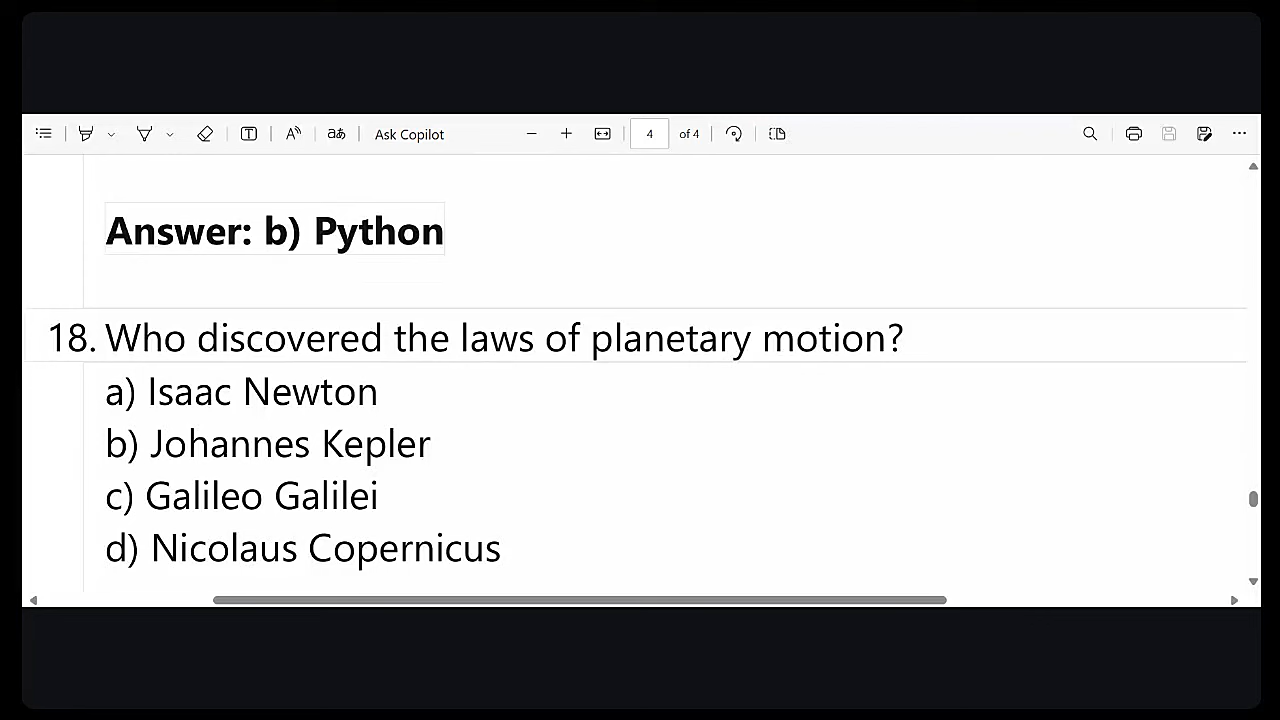 Ask Copilot
4 of 4
Answer: b) Python
18. Who discovered the laws of planetary motion?
a) Isaac Newton
b) Johannes Kepler
c) Galileo Galilei
d) Nicolaus Copernicus